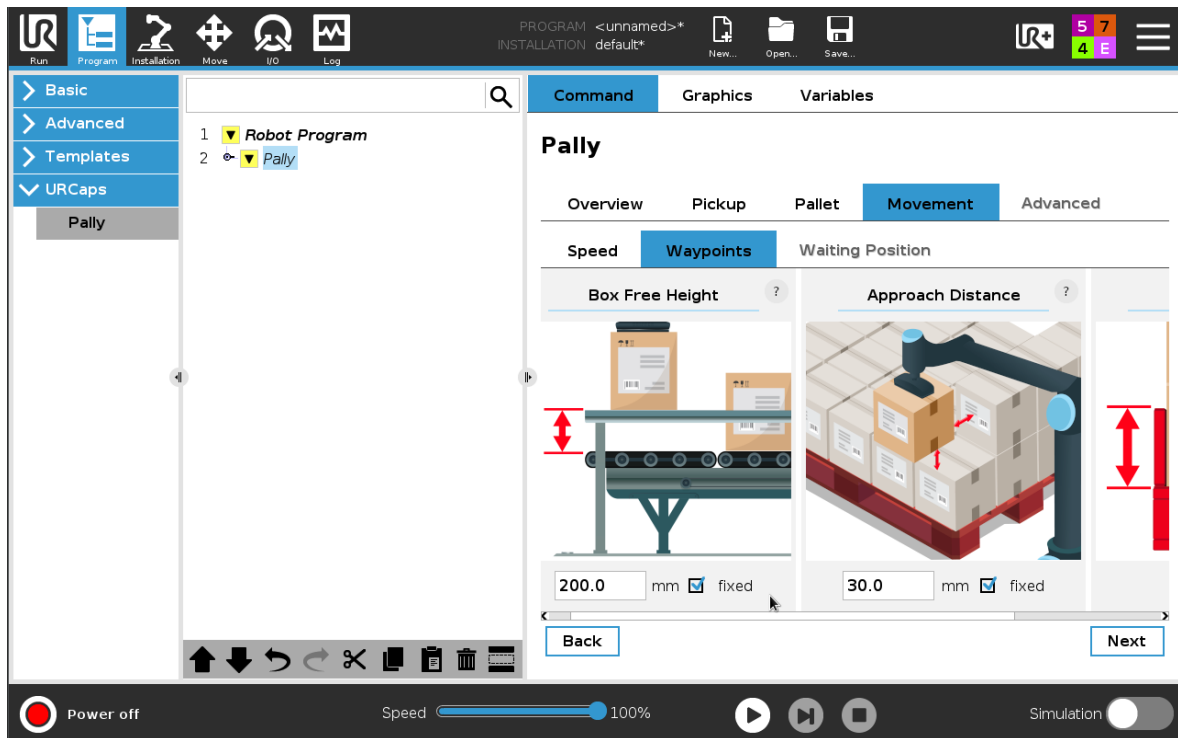 PROGRAM <unnamed>*
INSTALLATION default*
New... Open... Save...
UR+
5 7
4 E
UR
Run Program Installation Move I/O Log
Basic
Advanced
Templates
URCaps
Pally
1 Robot Program
2 Pally
Command Graphics Variables
Pally
Overview Pickup Pallet Movement Advanced
Speed Waypoints Waiting Position
Box Free Height ? Approach Distance ?
200.0 mm fixed 30.0 mm fixed
Back Next
Power off Speed 100% Simulation